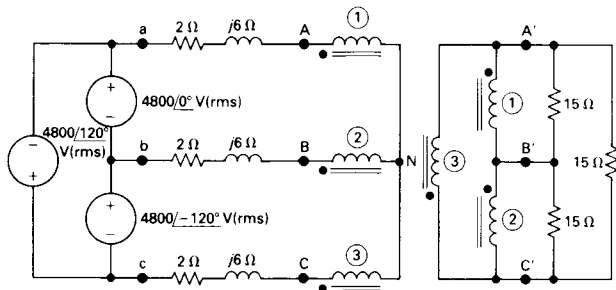 a 2 Ω j6 Ω A ① A'
+ −
4800/0° V(rms)
① 15 Ω
4800/120° V(rms)
− +
b 2 Ω j6 Ω B ② N ③ B' 15 Ω
+ −
4800/−120° V(rms)
② 15 Ω
c 2 Ω j6 Ω C ③ C'